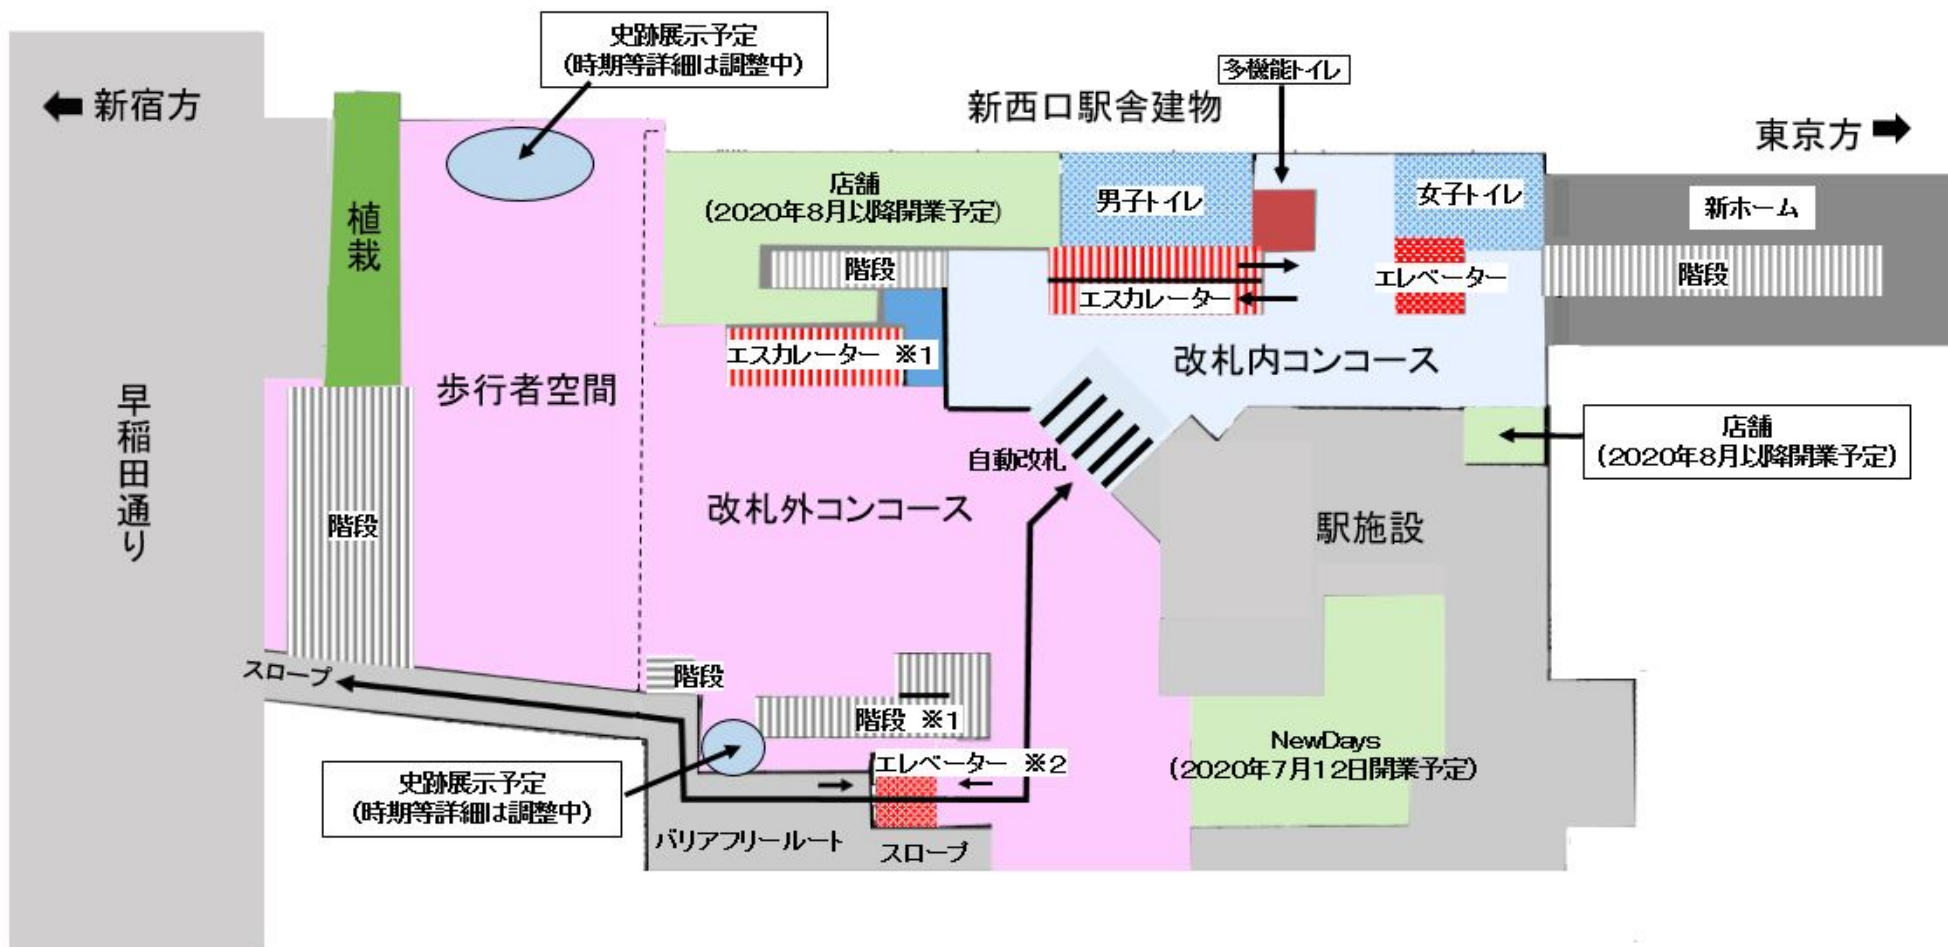 史跡展示予定
(時期等詳細は調整中)
多機能トイレ
新宿方
新西口駅舎建物
東京方
店舗
(2020年8月以降開業予定)
男子トイレ
女子トイレ
新ホーム
植栽
階段
階段
エレベーター
エスカレーター
エスカレーター ※1
改札内コンコース
歩行者空間
早稲田通り
店舗
(2020年8月以降開業予定)
自動改札
改札外コンコース
階段
駅施設
スロープ
階段
階段 ※1
NewDays
(2020年7月12日開業予定)
エレベーター ※2
史跡展示予定
(時期等詳細は調整中)
バリアフリールート
スロープ